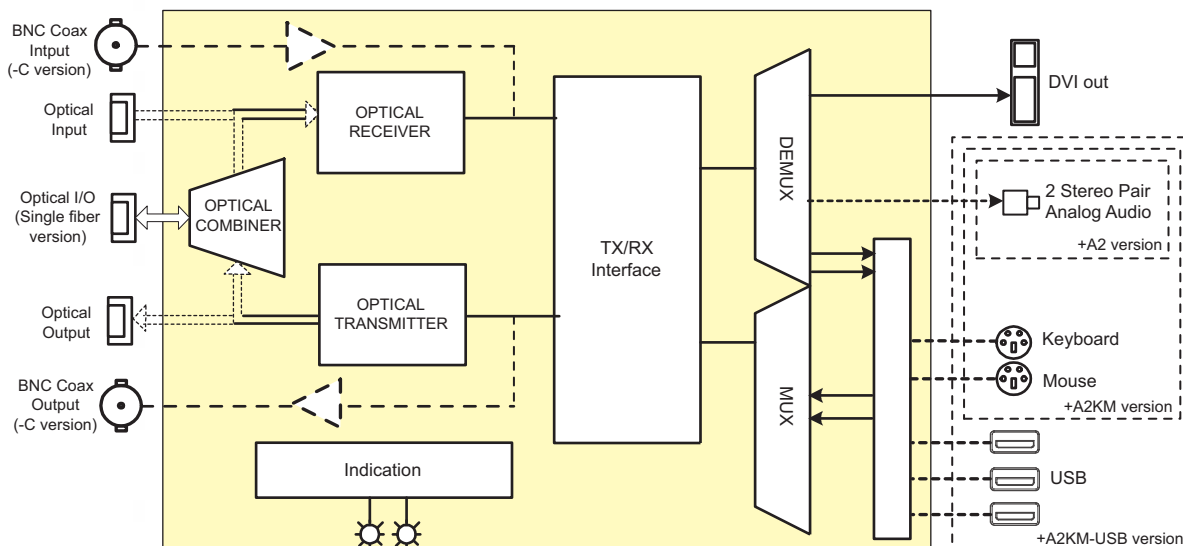 BNC Coax
Intput
(-C version)
Optical
Input
Optical I/O
(Single fiber
version)
Optical
Output
BNC Coax
Output
(-C version)
OPTICAL
RECEIVER
OPTICAL
COMBINER
OPTICAL
TRANSMITTER
Indication
TX/RX
Interface
DEMUX
MUX
DVI out
2 Stereo Pair
Analog Audio
+A2 version
Keyboard
Mouse
+A2KM version
USB
+A2KM-USB version